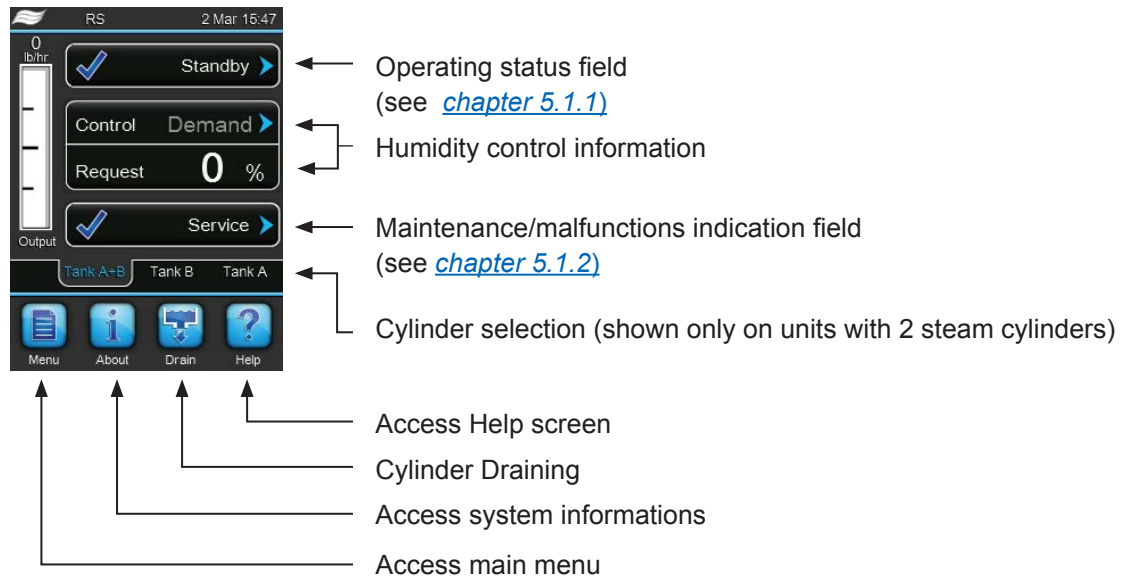 RS 2 Mar 15:47
0
lb/hr
Standby
Operating status field
(see chapter 5.1.1)
Control Demand
Humidity control information
Request 0 %
Service
Maintenance/malfunctions indication field
(see chapter 5.1.2)
Output
Tank A+B Tank B Tank A
Cylinder selection (shown only on units with 2 steam cylinders)
Menu About Drain Help
Access Help screen
Cylinder Draining
Access system informations
Access main menu